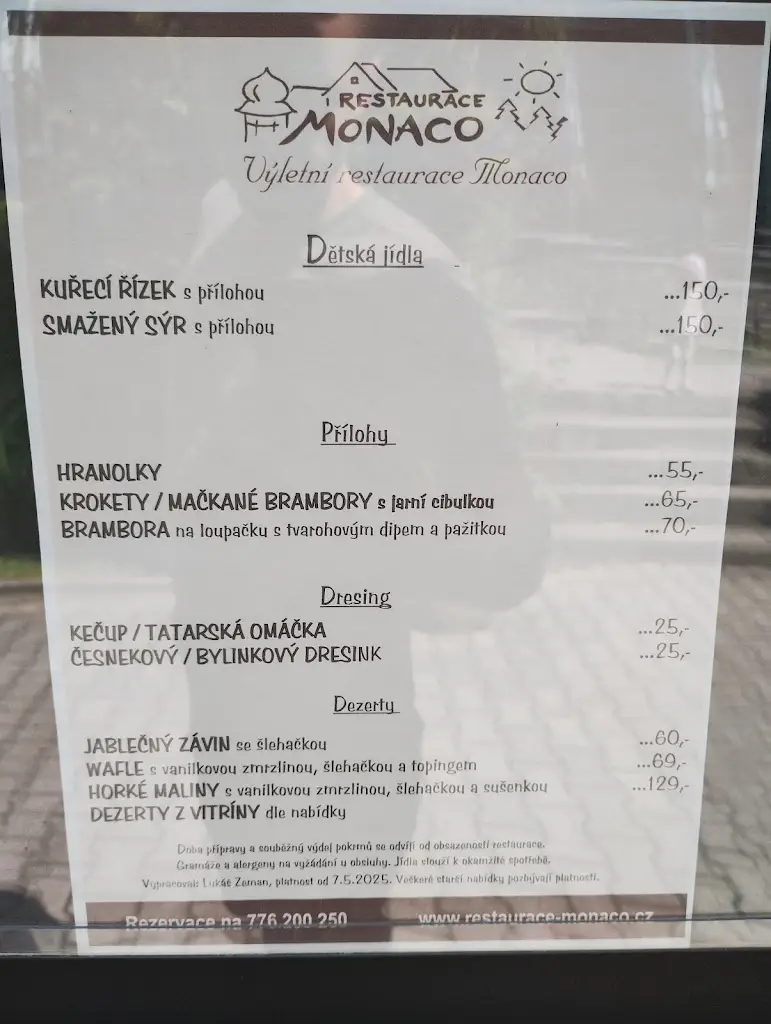 RESTAURACE
MONACO
Výletní restaurace Monaco
Dětská jídla
KUŘECÍ ŘÍZEK s přílohou ...150,-
SMAŽENÝ SÝR s přílohou ...150,-
Přílohy
HRANOLKY ...55,-
KROKETY / MAČKANÉ BRAMBORY s jarní cibulkou ...65,-
BRAMBORA na loupačku s tvarohovým dipem a pažitkou ...70,-
Dresing
KEČUP / TATARSKÁ OMÁČKA ...25,-
ČESNEKOVÝ / BYLINKOVÝ DRESINK ...25,-
Dezerty
JABLEČNÝ ZÁVIN se šlehačkou ...60,-
WAFLE s vanilkovou zmrzlinou, šlehačkou a topingem ...69,-
HORKÉ MALINY s vanilkovou zmrzlinou, šlehačkou a sušenkou ...129,-
DEZERTY Z VITRÍNY dle nabídky
Doba přípravy a souběžný výdej pokrmů se odvíjí od obsazenosti restaurace.
Gramáže a alergeny na vyžádání u obsluhy. Jídla slouží k okamžité spotřebě.
Vypracoval: Lukáš Zeman, platnost od 7.5.2025. Veškeré starší nabídky pozbývají platnosti.
Rezervace na 776 200 250 www.restaurace-monaco.cz